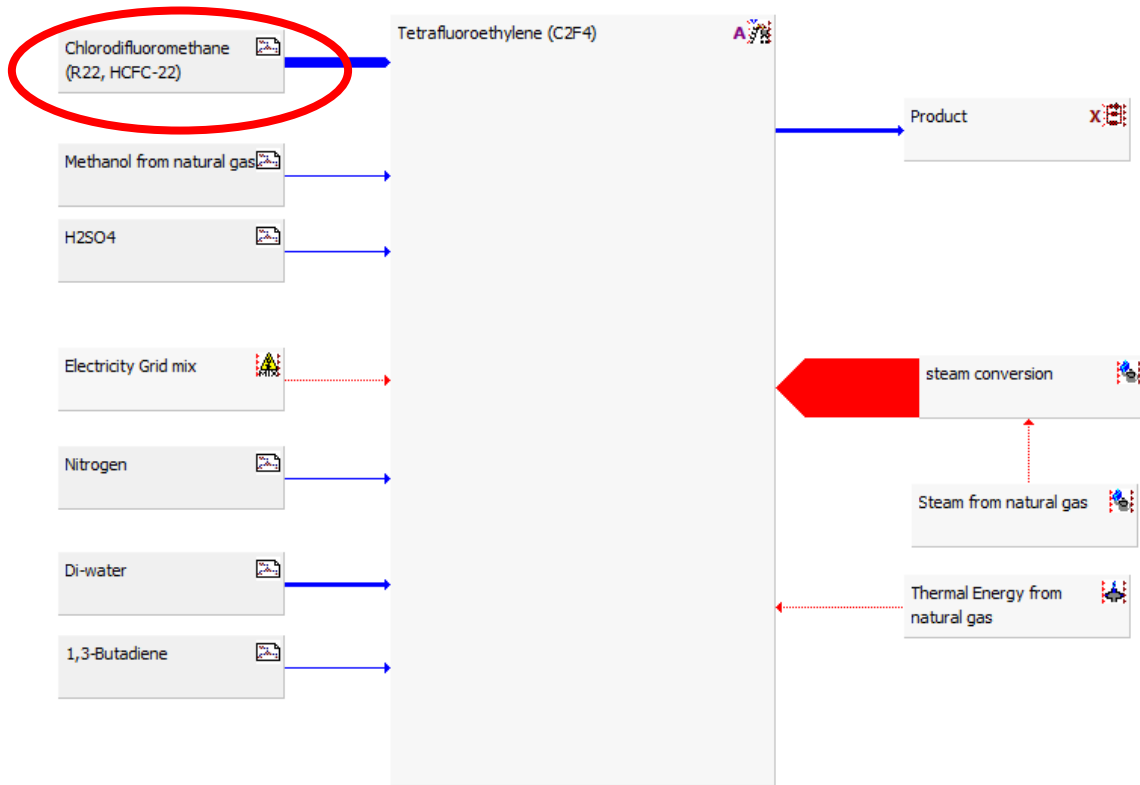 Chlorodifluoromethane
(R22, HCFC-22)
Tetrafluoroethylene (C2F4)
A
Product
X
Methanol from natural gas
H2SO4
Electricity Grid mix
MIX
steam conversion
Nitrogen
Steam from natural gas
Di-water
Thermal Energy from
natural gas
1,3-Butadiene